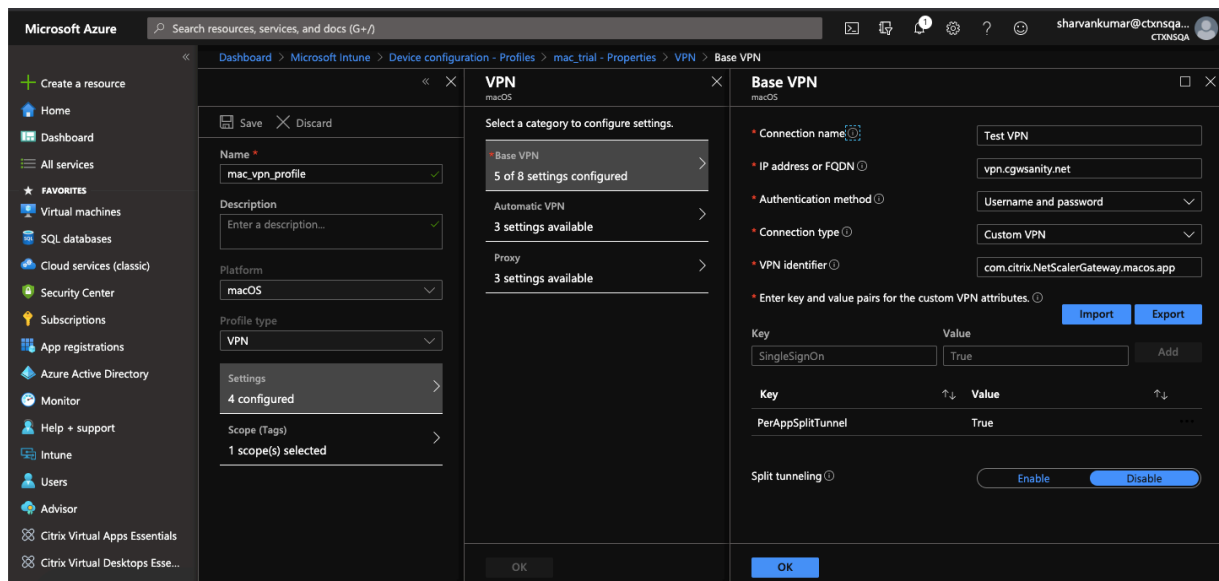 Microsoft Azure
Search resources, services, and docs (G+/)
1
sharvankumar@ctxnsqa...
CTXNSQA
Dashboard > Microsoft Intune > Device configuration - Profiles > mac_trial - Properties > VPN > Base VPN
Create a resource
Home
Dashboard
All services
FAVORITES
Virtual machines
SQL databases
Cloud services (classic)
Security Center
Subscriptions
App registrations
Azure Active Directory
Monitor
Help + support
Intune
Users
Advisor
Citrix Virtual Apps Essentials
Citrix Virtual Desktops Esse...
Save Discard
Name *
mac_vpn_profile
Description
Enter a description...
Platform
macOS
Profile type
VPN
Settings
4 configured
Scope (Tags)
1 scope(s) selected
VPN
macOS
Select a category to configure settings.
*Base VPN
5 of 8 settings configured
Automatic VPN
3 settings available
Proxy
3 settings available
OK
Base VPN
macOS
* Connection name Test VPN
* IP address or FQDN vpn.cgwsanity.net
* Authentication method Username and password
* Connection type Custom VPN
* VPN identifier com.citrix.NetScalerGateway.macos.app
* Enter key and value pairs for the custom VPN attributes.
Import Export
Key Value
SingleSignOn True Add
Key Value
PerAppSplitTunnel True ...
Split tunneling Enable Disable
OK